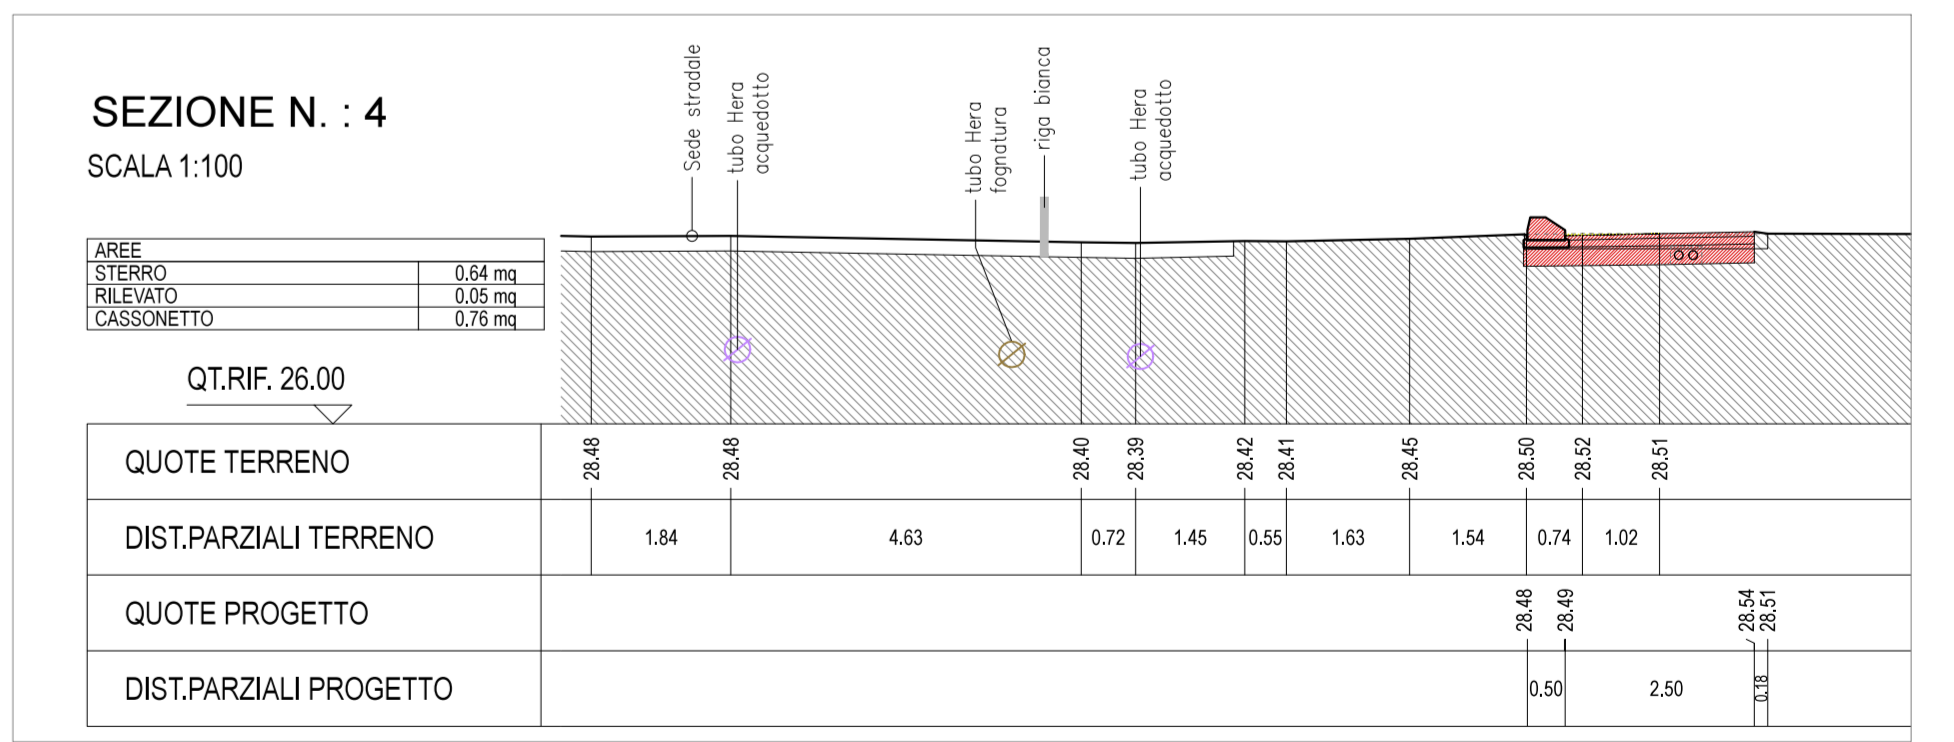 SEZIONE N. : 4
SCALA 1:100
Sede stradale
tubo Hera
acquedotto
tubo Hera
fognatura
riga bianca
tubo Hera
acquedotto
AREE
STERRO 0.64 mq
RILEVATO 0.05 mq
CASSONETTO 0.76 mq
QT.RIF. 26.00
QUOTE TERRENO 28.48 28.48 28.40 28.39 28.42 28.41 28.45 28.50 28.52 28.51
DIST.PARZIALI TERRENO 1.84 4.63 0.72 1.45 0.55 1.63 1.54 0.74 1.02
QUOTE PROGETTO 28.48 28.49 28.54 28.51
DIST.PARZIALI PROGETTO 0.50 2.50 0.18